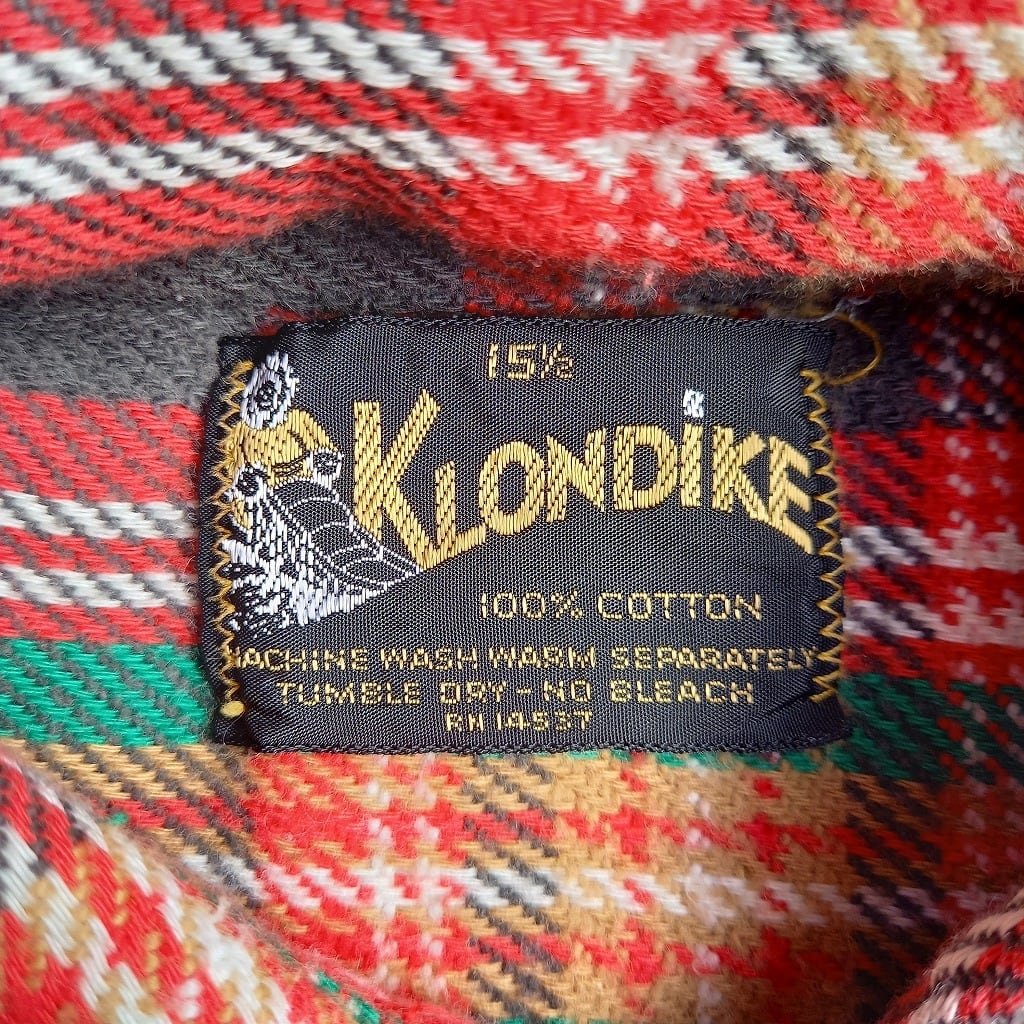 15½
KLONDIKE
100% COTTON
MACHINE WASH WARM SEPARATELY
TUMBLE DRY-NO BLEACH
RN 14537